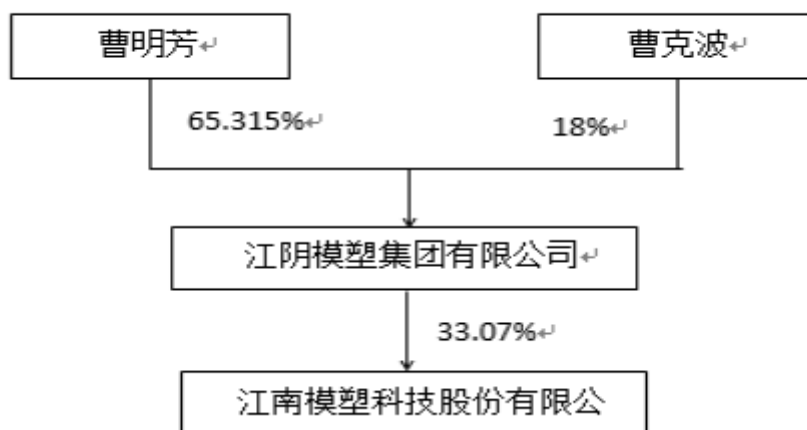 曹明芳↵
曹克波↵
65.315%↵
18%↵
江阴模塑集团有限公司↵
33.07%↵
江南模塑科技股份有限公